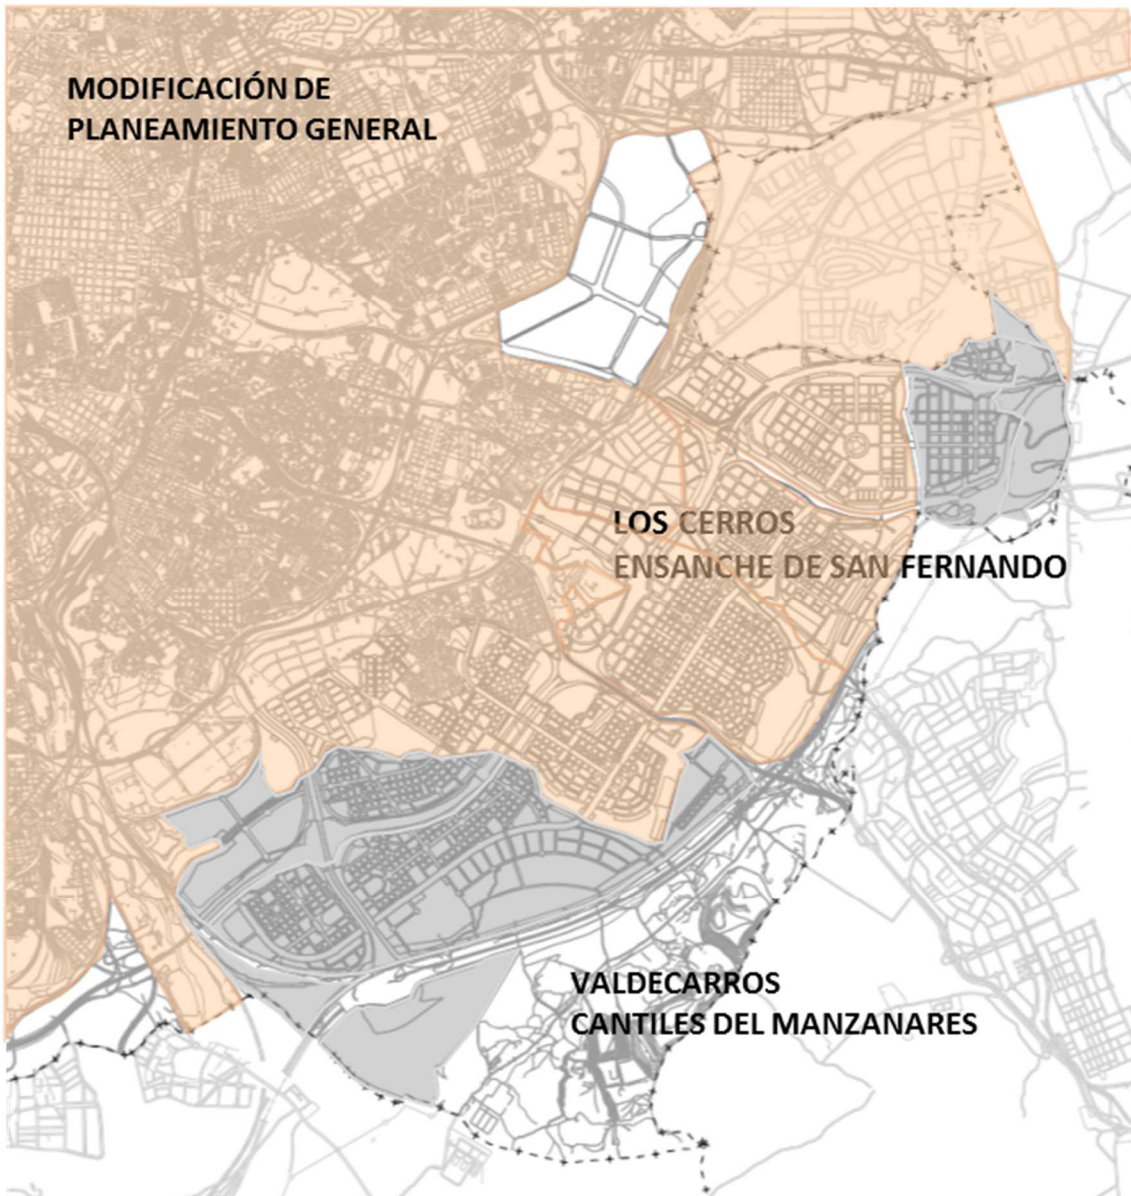 MODIFICACIÓN DE
PLANEAMIENTO GENERAL
LOS CERROS
ENSANCHE DE SAN FERNANDO
VALDECARROS
CANTILES DEL MANZANARES